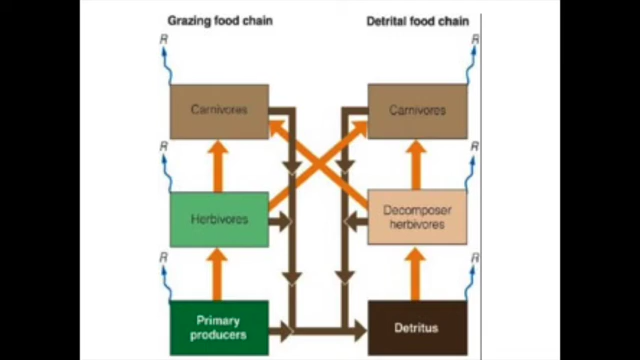 Grazing food chain
Detrital food chain
R
R
Carnivores
Carnivores
R
R
Herbivores
Decomposer
herbivores
R
R
Primary
producers
Detritus